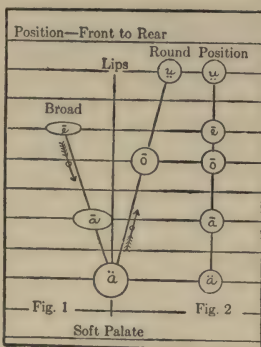 Position—Front to Rear
Round Position
Lips
ṳ ṳ
Broad
ē ē
ō ō
ā ā
ä ä
Fig. 1 Fig. 2
Soft Palate